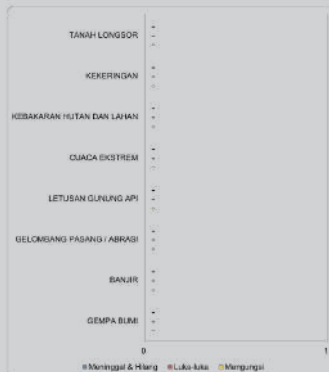 TANAH LONGSOR
KEKERINGAN
KEBAKARAN HUTAN DAN LAHAN
CUACA EKSTREM
LETUSAN GUNUNG API
GELOMBANG PASANG / ABRASI
BANJIR
GEMPA BUMI
0 1
Meninggal & Hilang Luka-luka Mengungsi